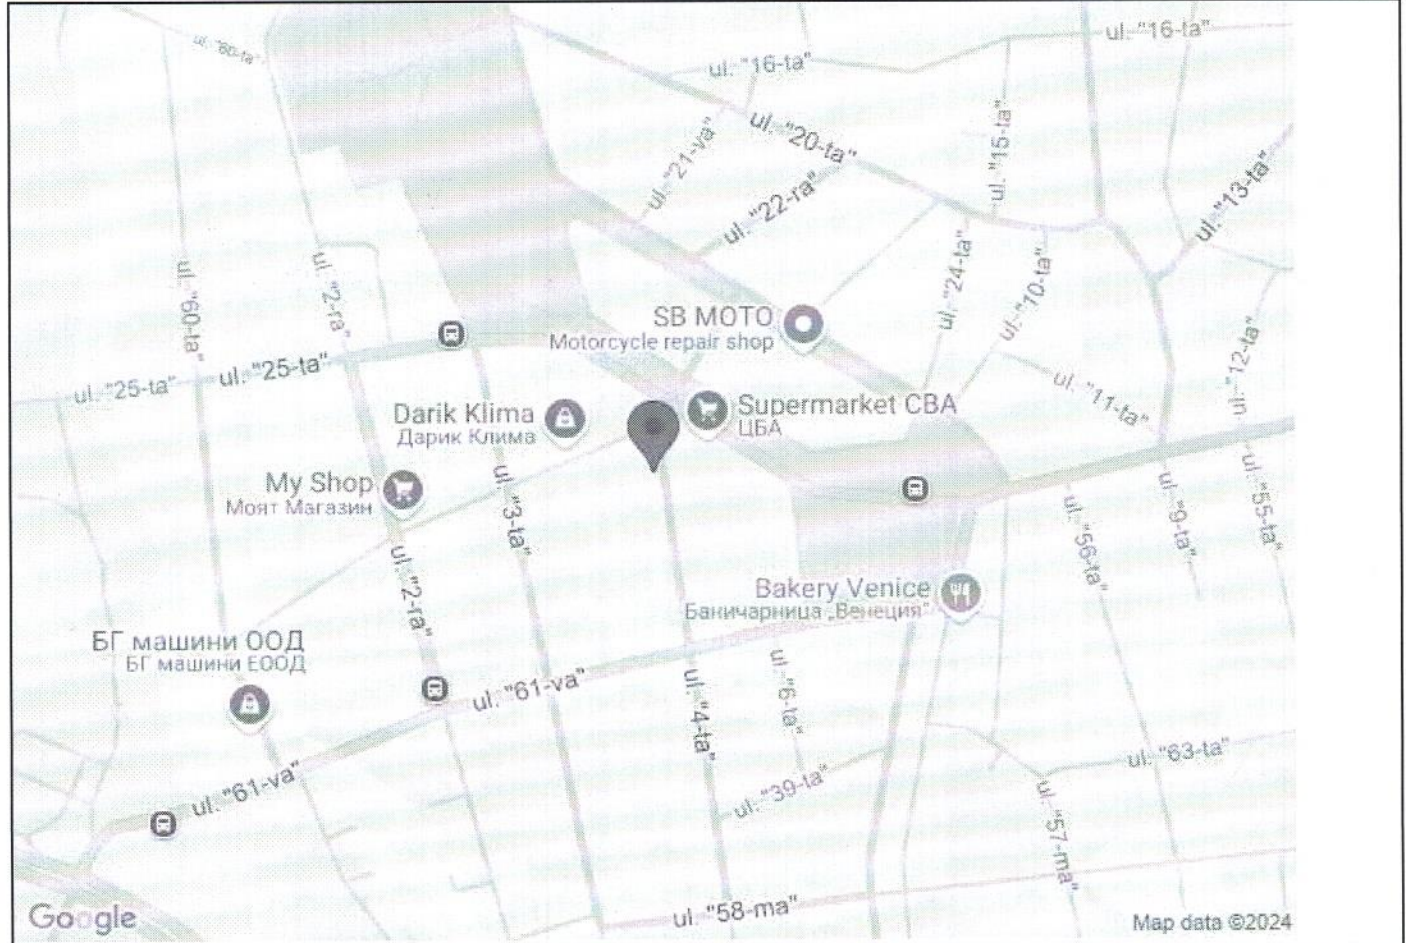 ul. "60-ta"
ul. "16-ta"
ul. "16-ta"
ul. "20-ta"
ul. "21-va"
ul. "15-ta"
ul. "22-ra"
ul. "13-ta"
ul. "60-ta"
ul. "2-ra"
ul. "24-ta"
ul. "10-ta"
SB MOTO
Motorcycle repair shop
ul. "12-ta"
ul. "25-ta"
ul. "25-ta"
ul. "11-ta"
Darik Klima
Дарик Клима
Supermarket CBA
ЦБА
My Shop
Моят Магазин
ul. "3-ta"
ul. "56-ta"
ul. "9-ta"
ul. "55-ta"
ul. "2-ra"
Bakery Venice
Баничарница „Венеция"
БГ машини ООД
БГ машини ЕООД
ul. "61-va"
ul. "4-ta"
ul. "6-ta"
ul. "63-ta"
ul. "61-va"
ul. "39-ta"
ul. "57-ma"
ul. "58-ma"
Google
Map data ©2024